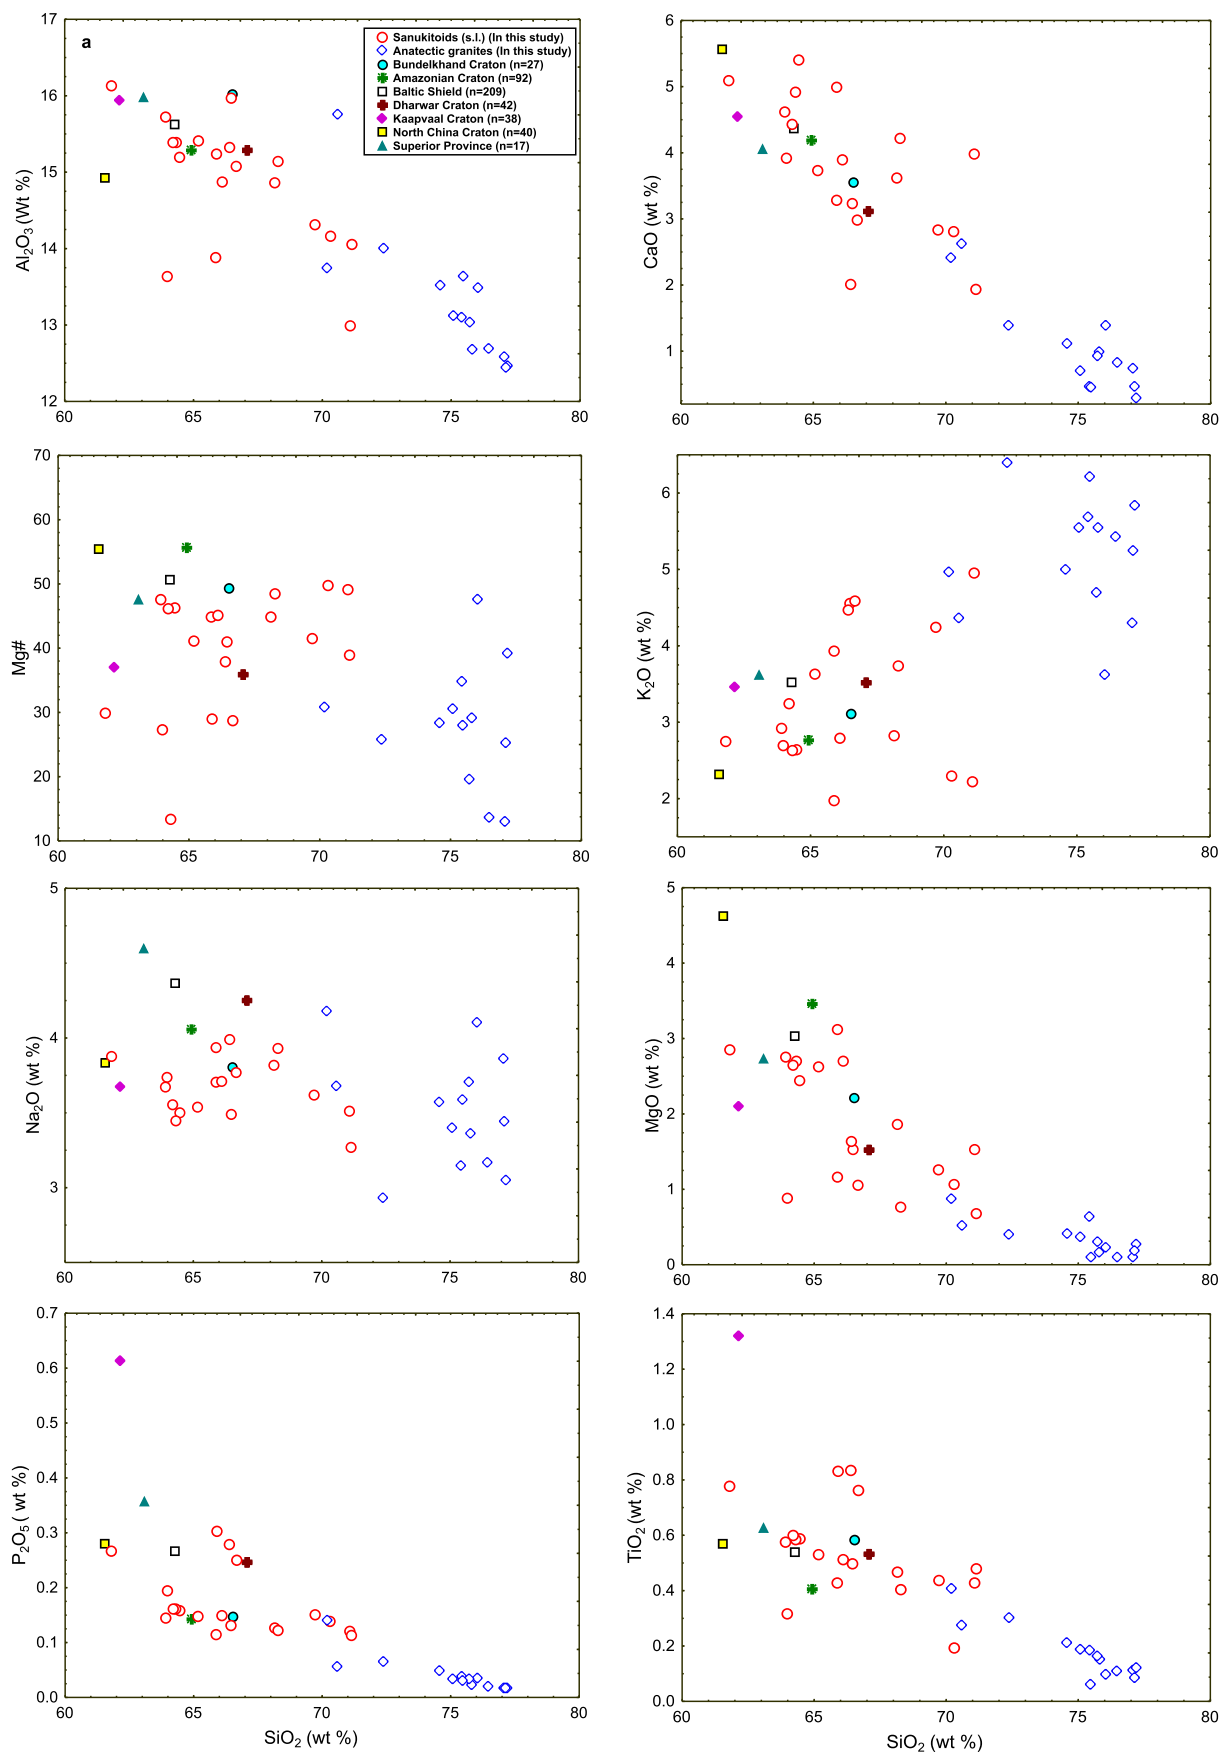 a
Sanukitoids (s.l.) (In this study)
Anatectic granites (In this study)
Bundelkhand Craton (n=27)
Amazonian Craton (n=92)
Baltic Shield (n=209)
Dharwar Craton (n=42)
Kaapvaal Craton (n=38)
North China Craton (n=40)
Superior Province (n=17)
Al₂O₃ (Wt %)
17
16
15
14
13
12
60 65 70 75 80
CaO (wt %)
6
5
4
3
2
1
60 65 70 75 80
Mg#
70
60
50
40
30
20
10
60 65 70 75 80
K₂O (wt %)
6
5
4
3
2
60 65 70 75 80
Na₂O (wt %)
5
4
3
60 65 70 75 80
MgO (wt %)
5
4
3
2
1
0
60 65 70 75 80
P₂O₅ ( wt %)
0.7
0.6
0.5
0.4
0.3
0.2
0.1
0.0
60 65 70 75 80
SiO₂ (wt %)
TiO₂ (wt %)
1.4
1.2
1.0
0.8
0.6
0.4
0.2
0.0
60 65 70 75 80
SiO₂ (wt %)